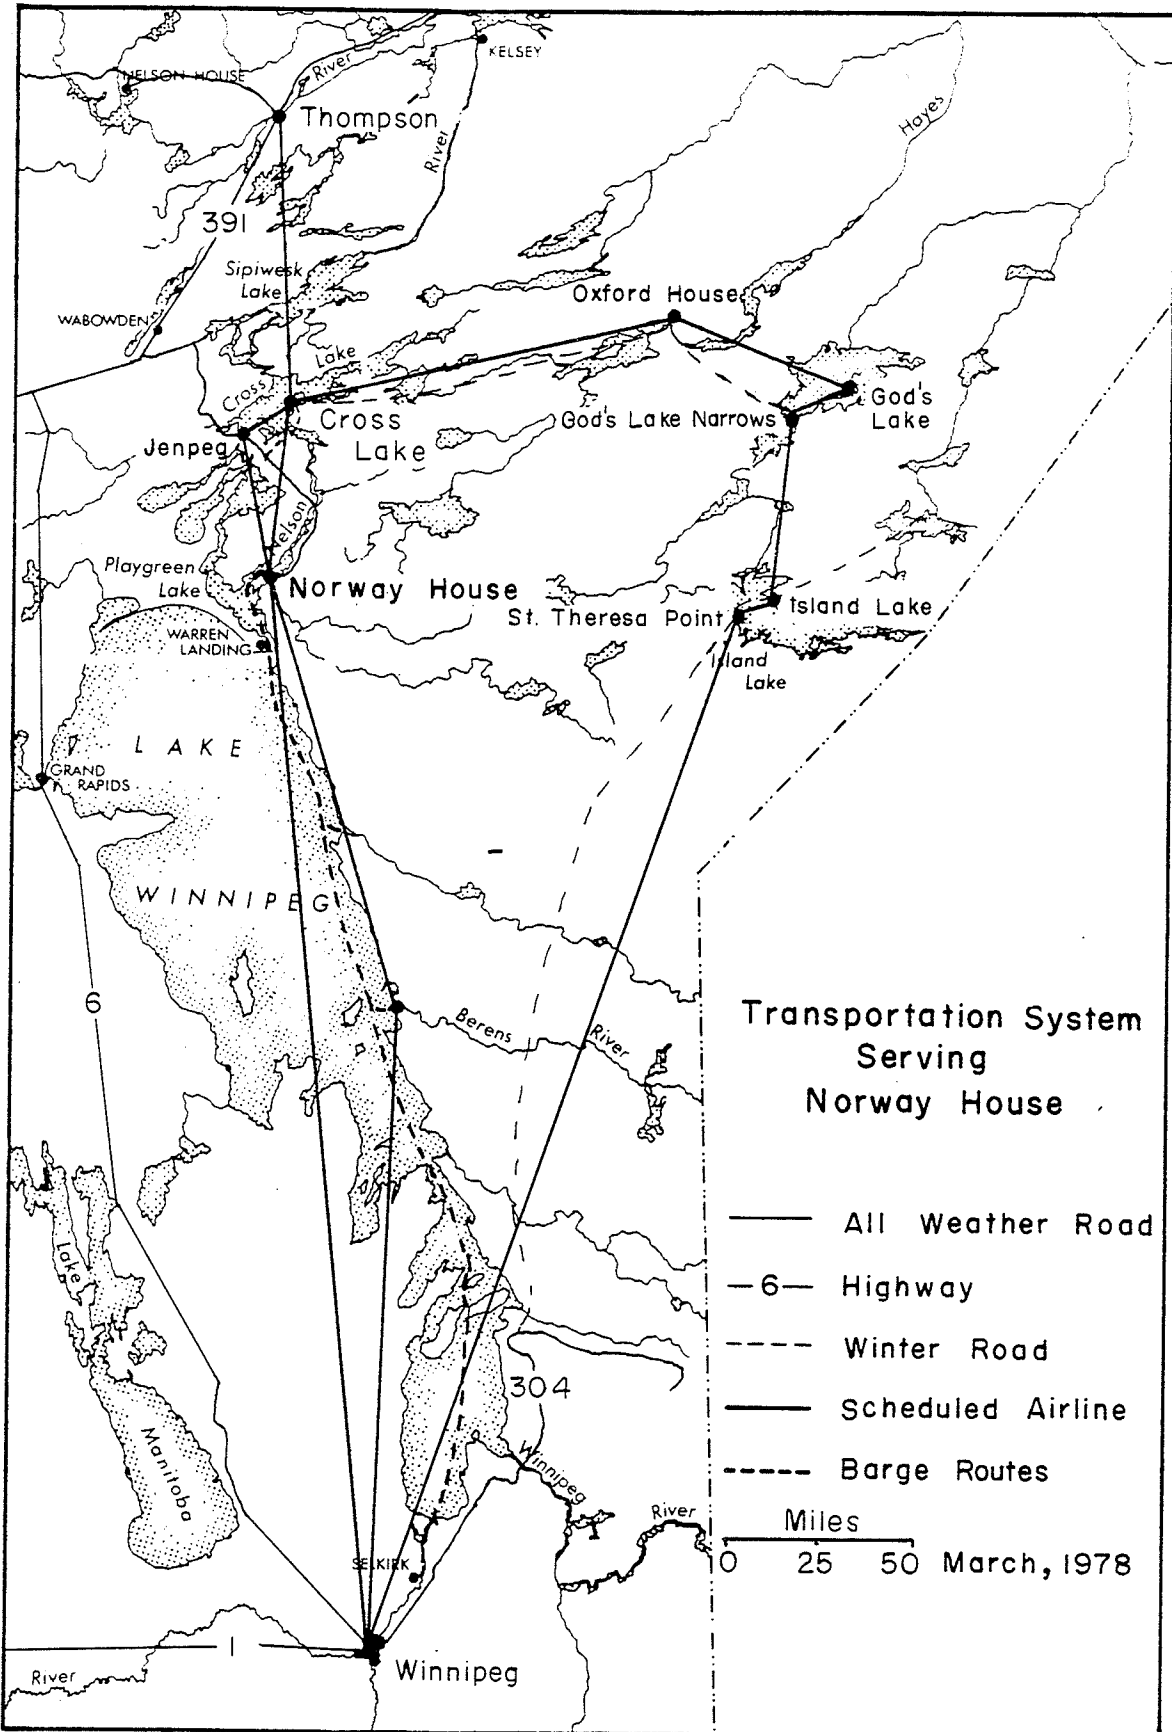 KELSEY
NELSON HOUSE
River
Thompson
River
Hayes
391
Sipiwesk
Lake
Oxford House
WABOWDEN
Lake
Cross
God's
Lake
Cross
Lake
God's Lake Narrows
Jenpeg
Nelson
Playgreen
Lake
Norway House
Island Lake
St. Theresa Point
WARREN
LANDING
Island
Lake
LAKE
GRAND
RAPIDS
WINNIPEG
6
Berens
River
Transportation System
Serving
Norway House
All Weather Road
Lake
—6— Highway
Winter Road
304
Scheduled Airline
Manitoba
Winnipeg
Barge Routes
River
Miles
0 25 50 March, 1978
SELKIRK
1
River
Winnipeg